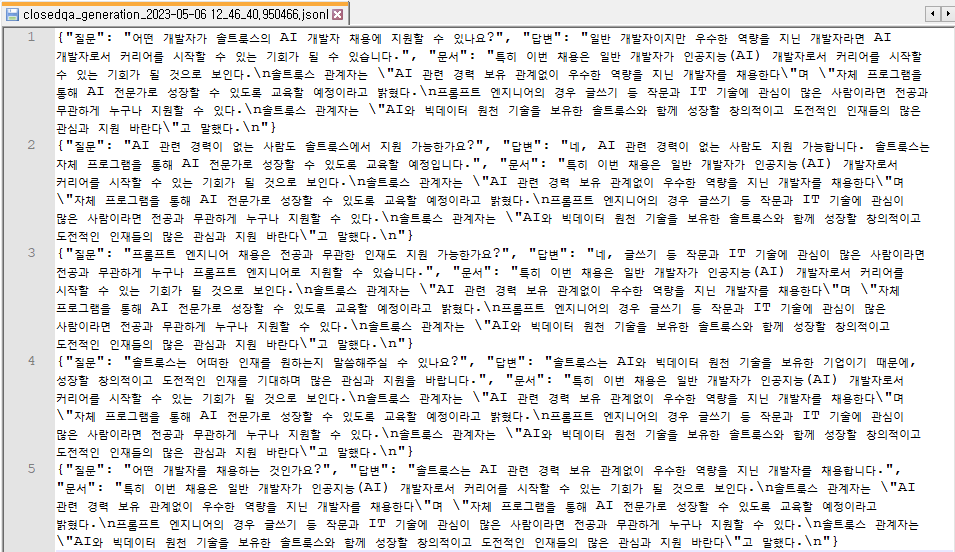 closedqa_generation_2023-05-06 12_46_40,950466.jsonl
1 {"질문": "어떤 개발자가 솔트룩스의 AI 개발자 채용에 지원할 수 있나요?", "답변": "일반 개발자이지만 우수한 역량을 지닌 개발자라면 AI
개발자로서 커리어를 시작할 수 있는 기회가 될 수 있습니다.", "문서": "특히 이번 채용은 일반 개발자가 인공지능(AI) 개발자로서 커리어를 시작할
수 있는 기회가 될 것으로 보인다.\n솔트룩스 관계자는 \"AI 관련 경력 보유 관계없이 우수한 역량을 지닌 개발자를 채용한다\"며 \"자체 프로그램을
통해 AI 전문가로 성장할 수 있도록 교육할 예정이라고 밝혔다.\n프롬프트 엔지니어의 경우 글쓰기 등 작문과 IT 기술에 관심이 많은 사람이라면 전공과
무관하게 누구나 지원할 수 있다.\n솔트룩스 관계자는 \"AI와 빅데이터 원천 기술을 보유한 솔트룩스와 함께 성장할 창의적이고 도전적인 인재들의 많은
관심과 지원 바란다\"고 말했다.\n"}
2 {"질문": "AI 관련 경력이 없는 사람도 솔트룩스에서 지원 가능한가요?", "답변": "네, AI 관련 경력이 없는 사람도 지원 가능합니다. 솔트룩스는
자체 프로그램을 통해 AI 전문가로 성장할 수 있도록 교육할 예정입니다.", "문서": "특히 이번 채용은 일반 개발자가 인공지능(AI) 개발자로서
커리어를 시작할 수 있는 기회가 될 것으로 보인다.\n솔트룩스 관계자는 \"AI 관련 경력 보유 관계없이 우수한 역량을 지닌 개발자를 채용한다\"며
\"자체 프로그램을 통해 AI 전문가로 성장할 수 있도록 교육할 예정이라고 밝혔다.\n프롬프트 엔지니어의 경우 글쓰기 등 작문과 IT 기술에 관심이
많은 사람이라면 전공과 무관하게 누구나 지원할 수 있다.\n솔트룩스 관계자는 \"AI와 빅데이터 원천 기술을 보유한 솔트룩스와 함께 성장할 창의적이고
도전적인 인재들의 많은 관심과 지원 바란다\"고 말했다.\n"}
3 {"질문": "프롬프트 엔지니어 채용은 전공과 무관한 인재도 지원 가능한가요?", "답변": "네, 글쓰기 등 작문과 IT 기술에 관심이 많은 사람이라면
전공과 무관하게 누구나 프롬프트 엔지니어로 지원할 수 있습니다.", "문서": "특히 이번 채용은 일반 개발자가 인공지능(AI) 개발자로서 커리어를
시작할 수 있는 기회가 될 것으로 보인다.\n솔트룩스 관계자는 \"AI 관련 경력 보유 관계없이 우수한 역량을 지닌 개발자를 채용한다\"며 \"자체
프로그램을 통해 AI 전문가로 성장할 수 있도록 교육할 예정이라고 밝혔다.\n프롬프트 엔지니어의 경우 글쓰기 등 작문과 IT 기술에 관심이 많은
사람이라면 전공과 무관하게 누구나 지원할 수 있다.\n솔트룩스 관계자는 \"AI와 빅데이터 원천 기술을 보유한 솔트룩스와 함께 성장할 창의적이고
도전적인 인재들의 많은 관심과 지원 바란다\"고 말했다.\n"}
4 {"질문": "솔트룩스는 어떠한 인재를 원하는지 말씀해주실 수 있나요?", "답변": "솔트룩스는 AI와 빅데이터 원천 기술을 보유한 기업이기 때문에,
성장할 창의적이고 도전적인 인재를 기대하며 많은 관심과 지원을 바랍니다.", "문서": "특히 이번 채용은 일반 개발자가 인공지능(AI) 개발자로서
커리어를 시작할 수 있는 기회가 될 것으로 보인다.\n솔트룩스 관계자는 \"AI 관련 경력 보유 관계없이 우수한 역량을 지닌 개발자를 채용한다\"며
\"자체 프로그램을 통해 AI 전문가로 성장할 수 있도록 교육할 예정이라고 밝혔다.\n프롬프트 엔지니어의 경우 글쓰기 등 작문과 IT 기술에 관심이
많은 사람이라면 전공과 무관하게 누구나 지원할 수 있다.\n솔트룩스 관계자는 \"AI와 빅데이터 원천 기술을 보유한 솔트룩스와 함께 성장할 창의적이고
도전적인 인재들의 많은 관심과 지원 바란다\"고 말했다.\n"}
5 {"질문": "어떤 개발자를 채용하는 것인가요?", "답변": "솔트룩스는 AI 관련 경력 보유 관계없이 우수한 역량을 지닌 개발자를 채용합니다.",
"문서": "특히 이번 채용은 일반 개발자가 인공지능(AI) 개발자로서 커리어를 시작할 수 있는 기회가 될 것으로 보인다.\n솔트룩스 관계자는 \"AI
관련 경력 보유 관계없이 우수한 역량을 지닌 개발자를 채용한다\"며 \"자체 프로그램을 통해 AI 전문가로 성장할 수 있도록 교육할 예정이라고
밝혔다.\n프롬프트 엔지니어의 경우 글쓰기 등 작문과 IT 기술에 관심이 많은 사람이라면 전공과 무관하게 누구나 지원할 수 있다.\n솔트룩스 관계자는
\"AI와 빅데이터 원천 기술을 보유한 솔트룩스와 함께 성장할 창의적이고 도전적인 인재들의 많은 관심과 지원 바란다\"고 말했다.\n"}